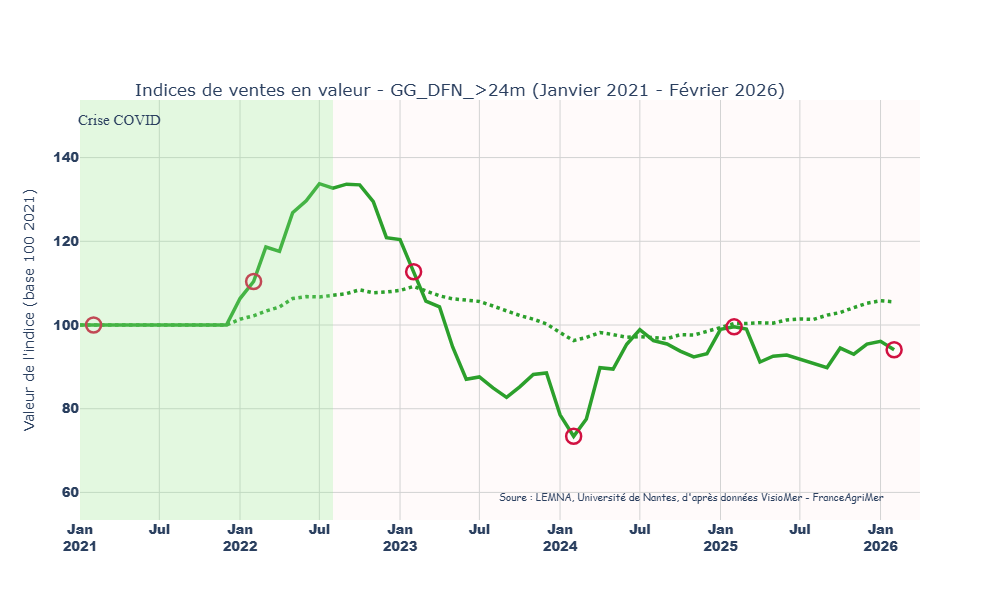 Indices de ventes en valeur - GG_DFN_>24m (Janvier 2021 - Février 2026)
Crise COVID
Valeur de l'indice (base 100 2021)
140
120
100
80
60
Soure : LEMNA, Université de Nantes, d'après données VisioMer - FranceAgriMer
Jan
2021
Jul
Jan
2022
Jul
Jan
2023
Jul
Jan
2024
Jul
Jan
2025
Jul
Jan
2026